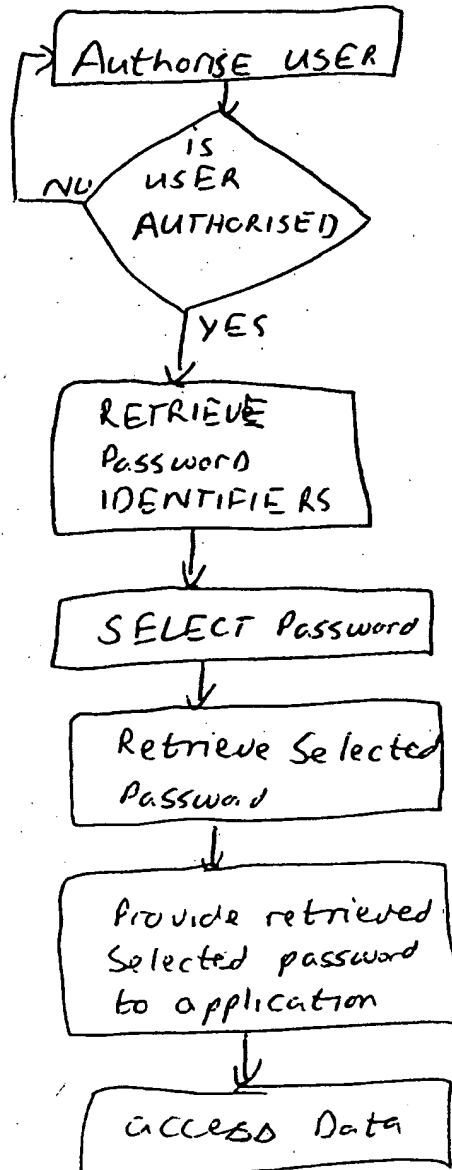 Authorise USER
is
USER
AUTHORISED
NO
YES
RETRIEVE
Password
IDENTIFIERS
SELECT Password
Retrieve Selected
Password
Provide retrieved
Selected password
to application
access Data